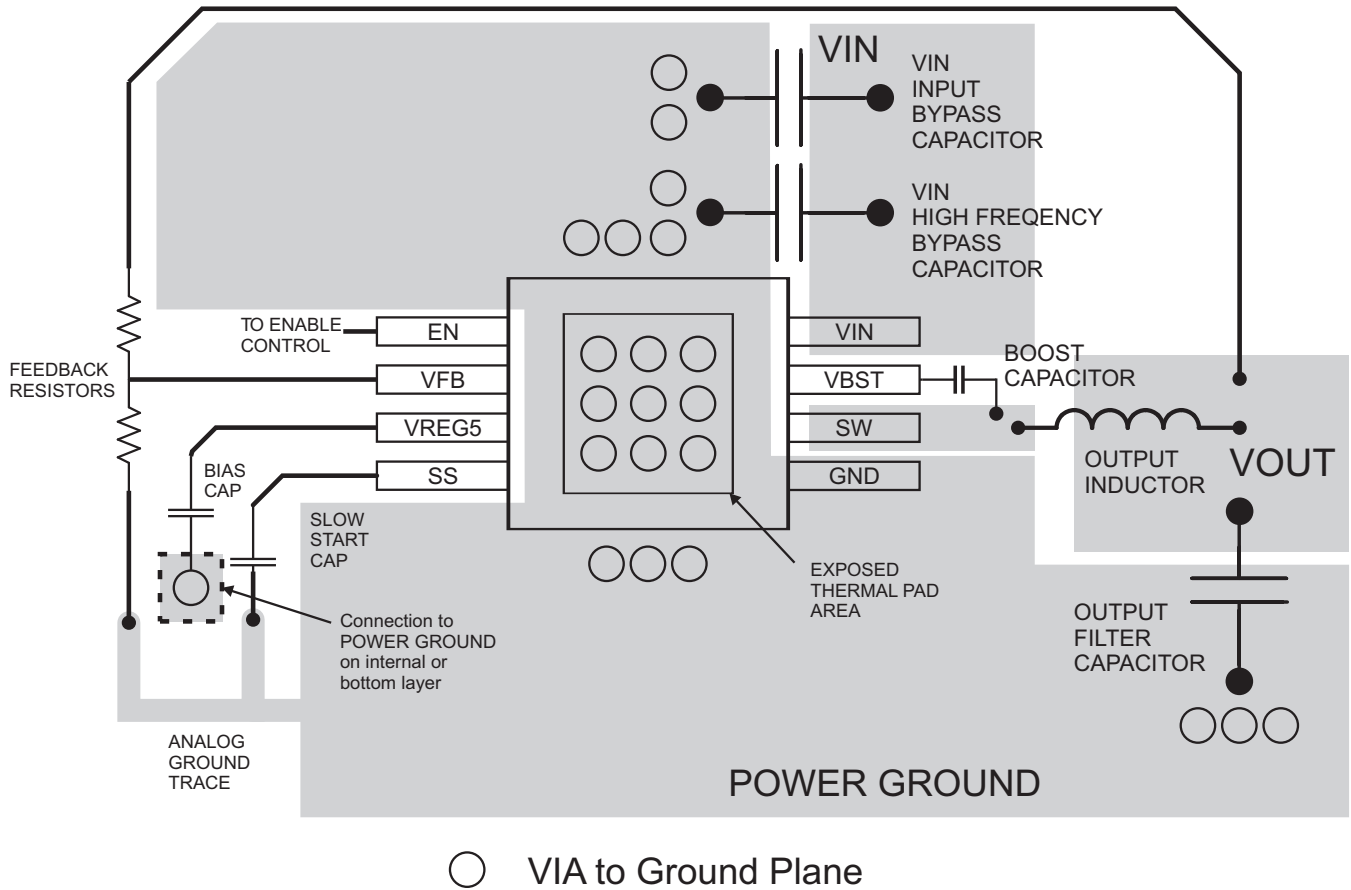 VIN
VIN
INPUT
BYPASS
CAPACITOR
VIN
HIGH FREQENCY
BYPASS
CAPACITOR
TO ENABLE
CONTROL
EN
VIN
FEEDBACK
RESISTORS
VFB
VBST
BOOST
CAPACITOR
VREG5
SW
BIAS
CAP
SS
GND
OUTPUT
INDUCTOR
VOUT
SLOW
START
CAP
EXPOSED
THERMAL PAD
AREA
Connection to
POWER GROUND
on internal or
bottom layer
OUTPUT
FILTER
CAPACITOR
ANALOG
GROUND
TRACE
POWER GROUND
VIA to Ground Plane